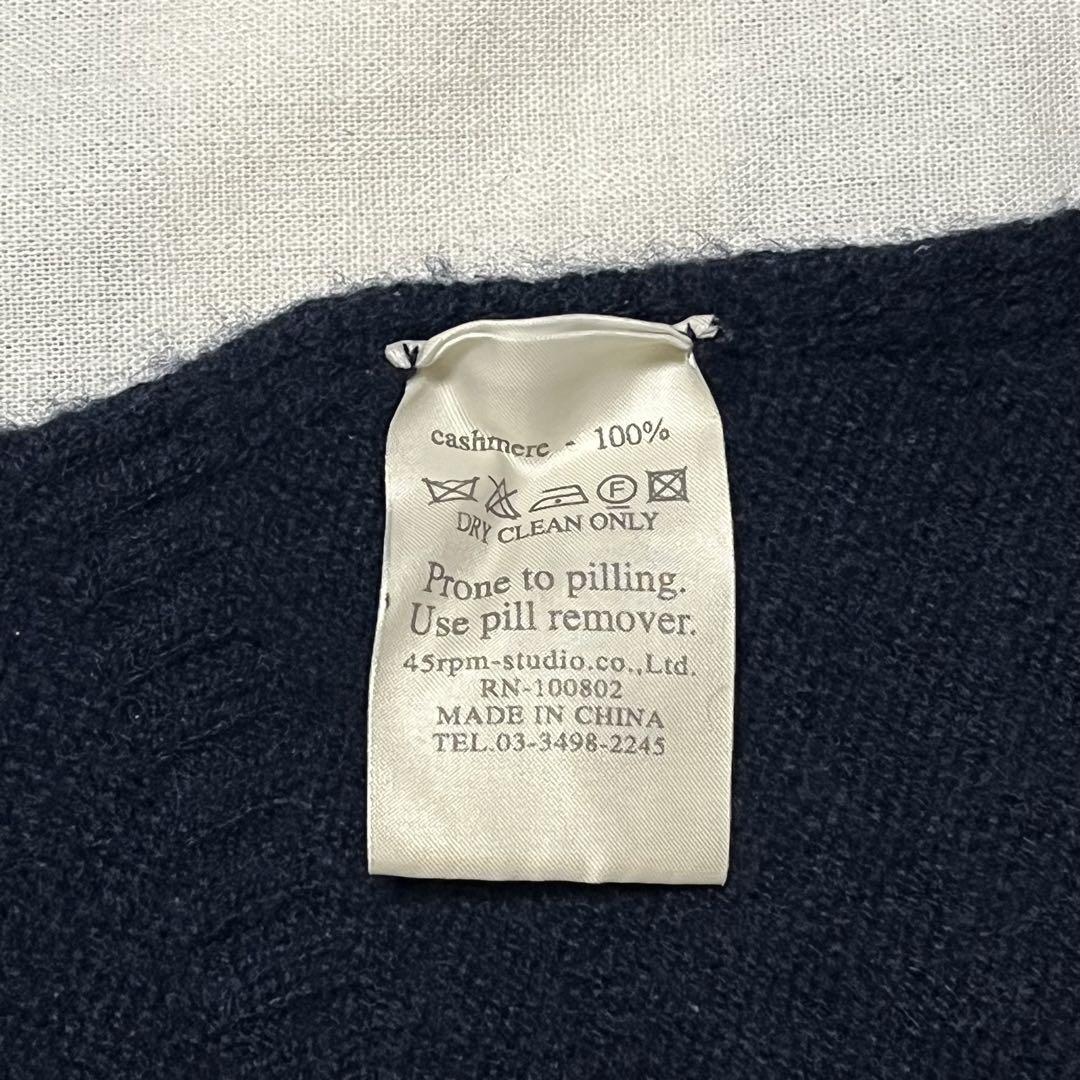 cashmere - 100%
F
DRY CLEAN ONLY
Prone to pilling.
Use pill remover.
45rpm-studio.co.,Ltd.
RN-100802
MADE IN CHINA
TEL.03-3498-2245